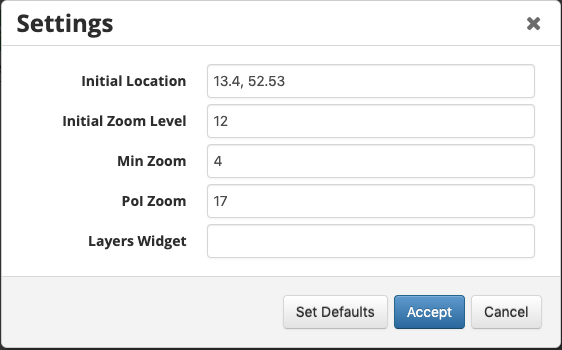 Settings
Initial Location 13.4, 52.53
Initial Zoom Level 12
Min Zoom 4
PoI Zoom 17
Layers Widget
Set Defaults Accept Cancel